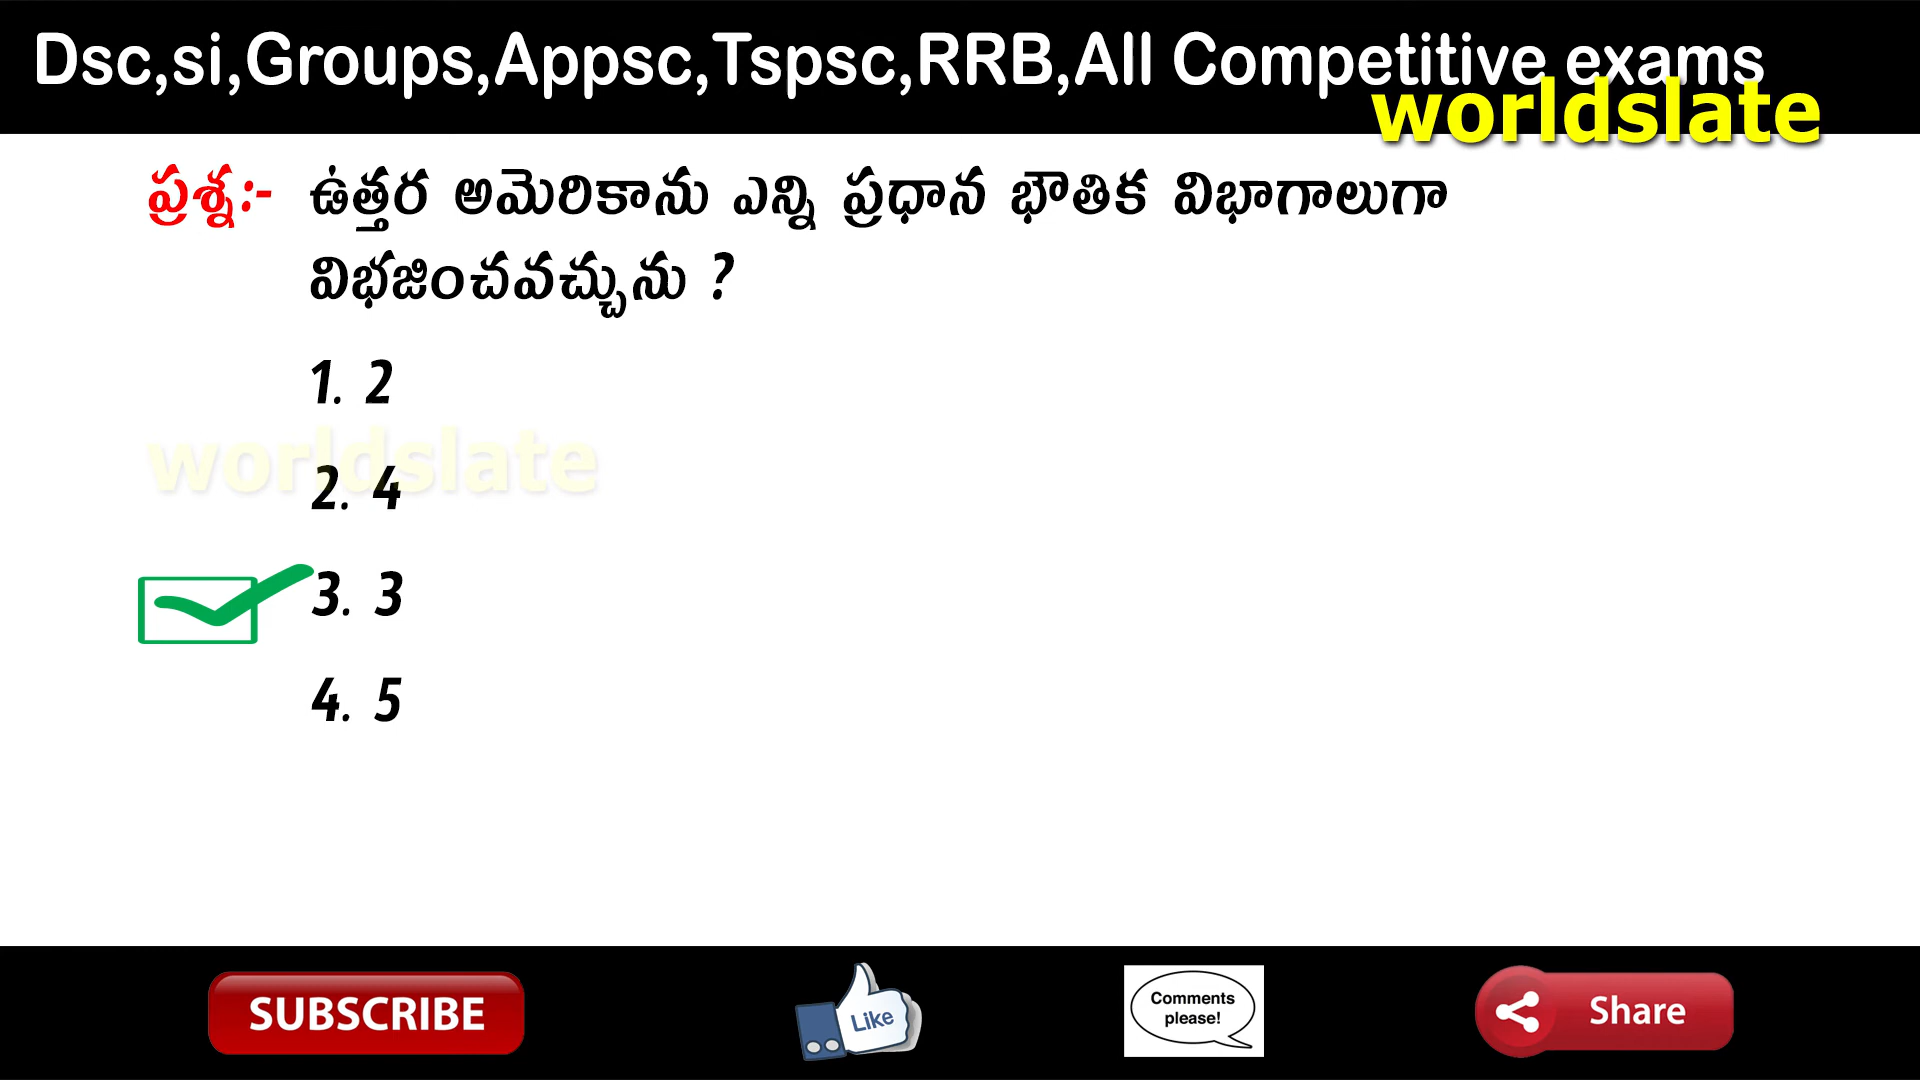 Dsc,si,Groups,Appsc,Tspsc,RRB,All Competitive exams
worldslate
ప్రశ్న:- ఉత్తర అమెరికాను ఎన్ని ప్రధాన భౌతిక విభాగాలుగా
విభజించవచ్చును ?
1. 2
worldslate
2. 4
3. 3
4. 5
SUBSCRIBE
Like
Comments
please!
Share